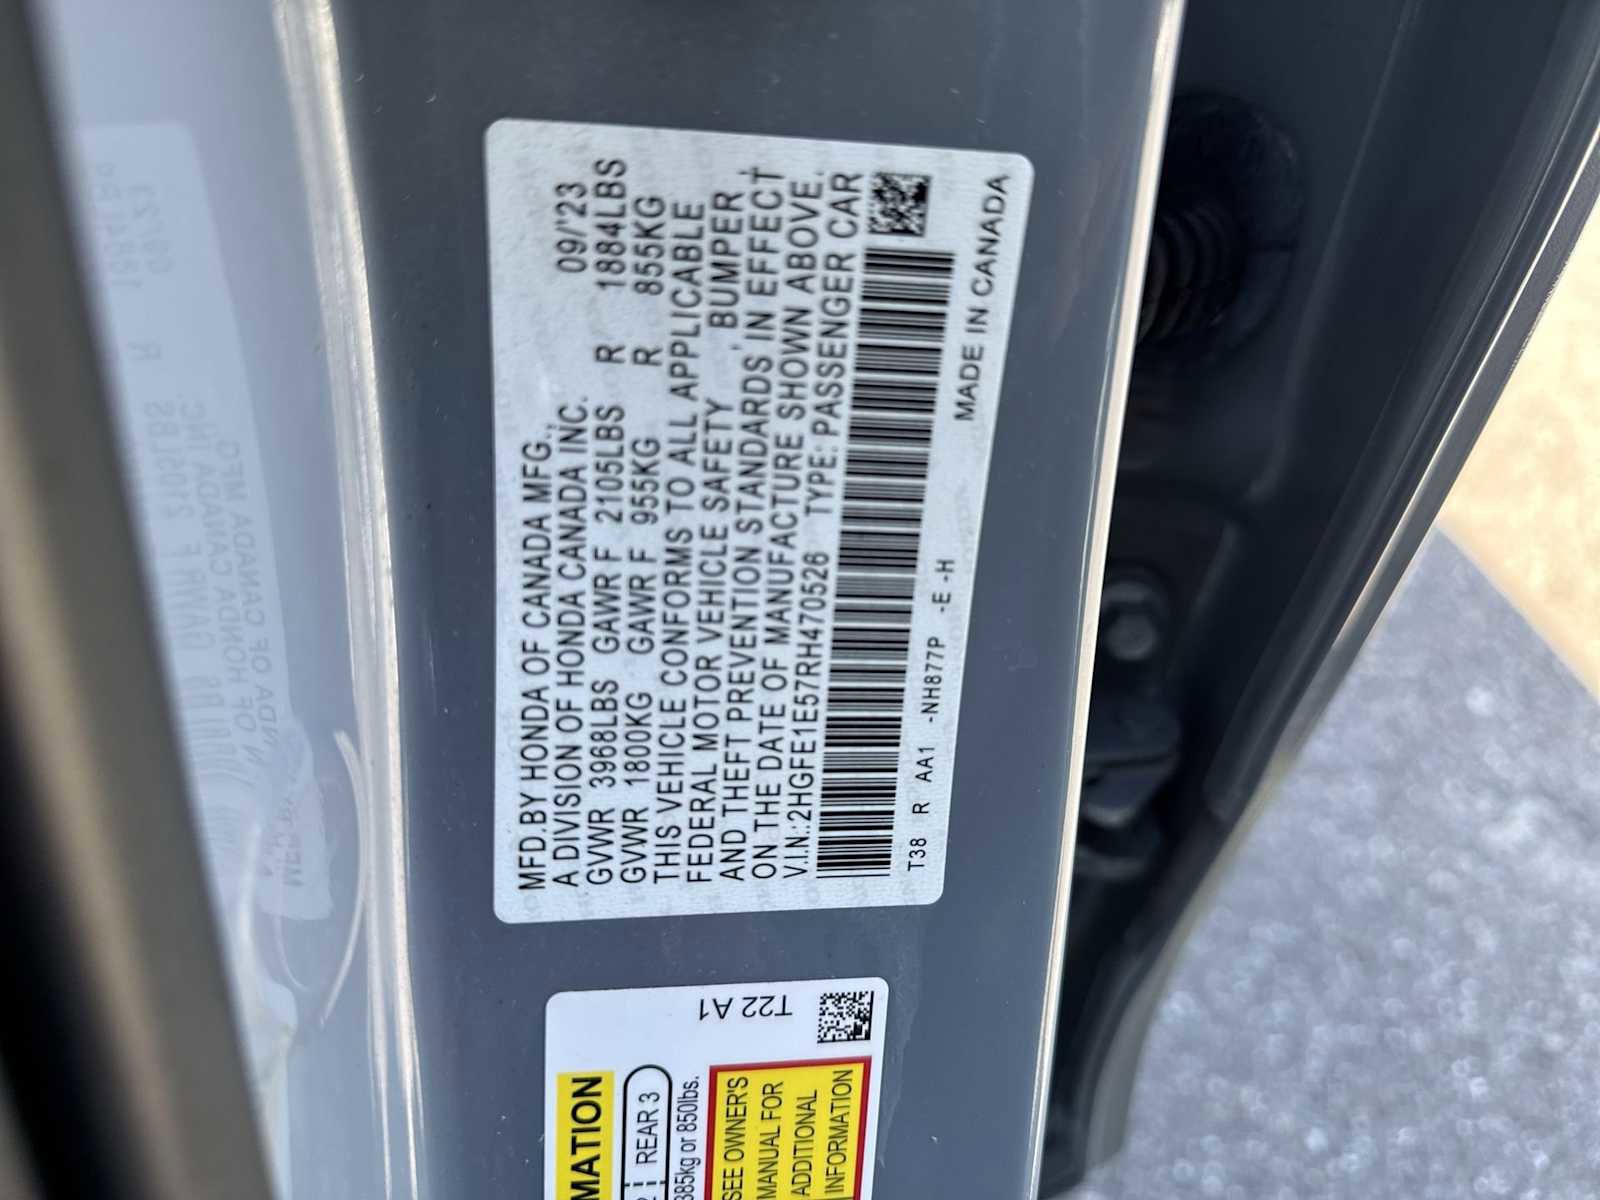 MFD.BY HONDA OF CANADA MFG.,
A DIVISION OF HONDA CANADA INC. 09/'23
GVWR 3968LBS GAWR F 2105LBS R 1884LBS
GVWR 1800KG GAWR F 955KG R 855KG
THIS VEHICLE CONFORMS TO ALL APPLICABLE
FEDERAL MOTOR VEHICLE SAFETY, BUMPER,
AND THEFT PREVENTION STANDARDS IN EFFECT
ON THE DATE OF MANUFACTURE SHOWN ABOVE.
V.I.N.:2HGFE1E57RH470526 TYPE: PASSENGER CAR
T38 R AA1 -NH877P -E -H
MADE IN CANADA
T22 A1
MATION
REAR 3
385kg or 850lbs.
SEE OWNER'S
MANUAL FOR
ADDITIONAL
INFORMATION